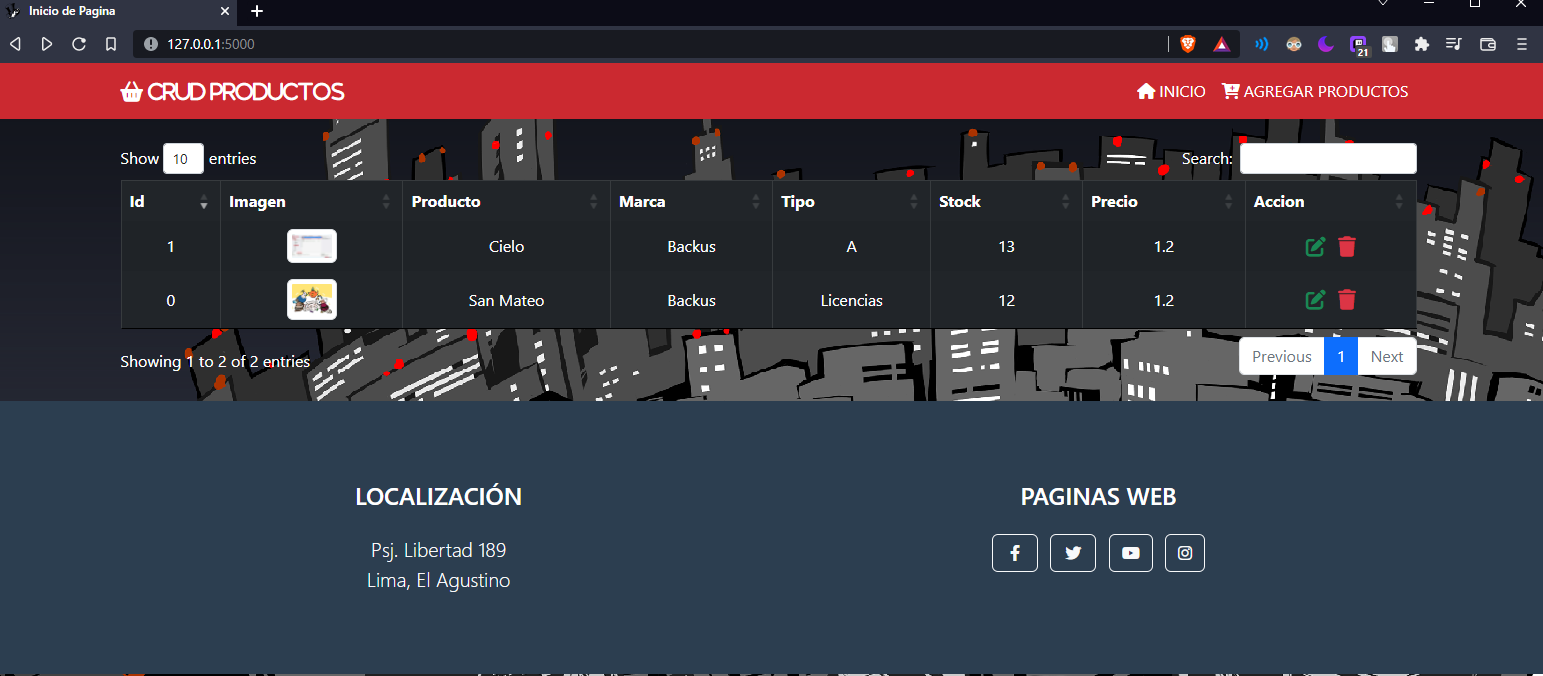 Inicio de Pagina
127.0.0.1:5000
21
CRUD PRODUCTOS
INICIO
AGREGAR PRODUCTOS
Show 10 entries
Search:
Id Imagen Producto Marca Tipo Stock Precio Accion
1 Cielo Backus A 13 1.2
0 San Mateo Backus Licencias 12 1.2
Showing 1 to 2 of 2 entries
Previous 1 Next
LOCALIZACIÓN
Psj. Libertad 189
Lima, El Agustino
PAGINAS WEB